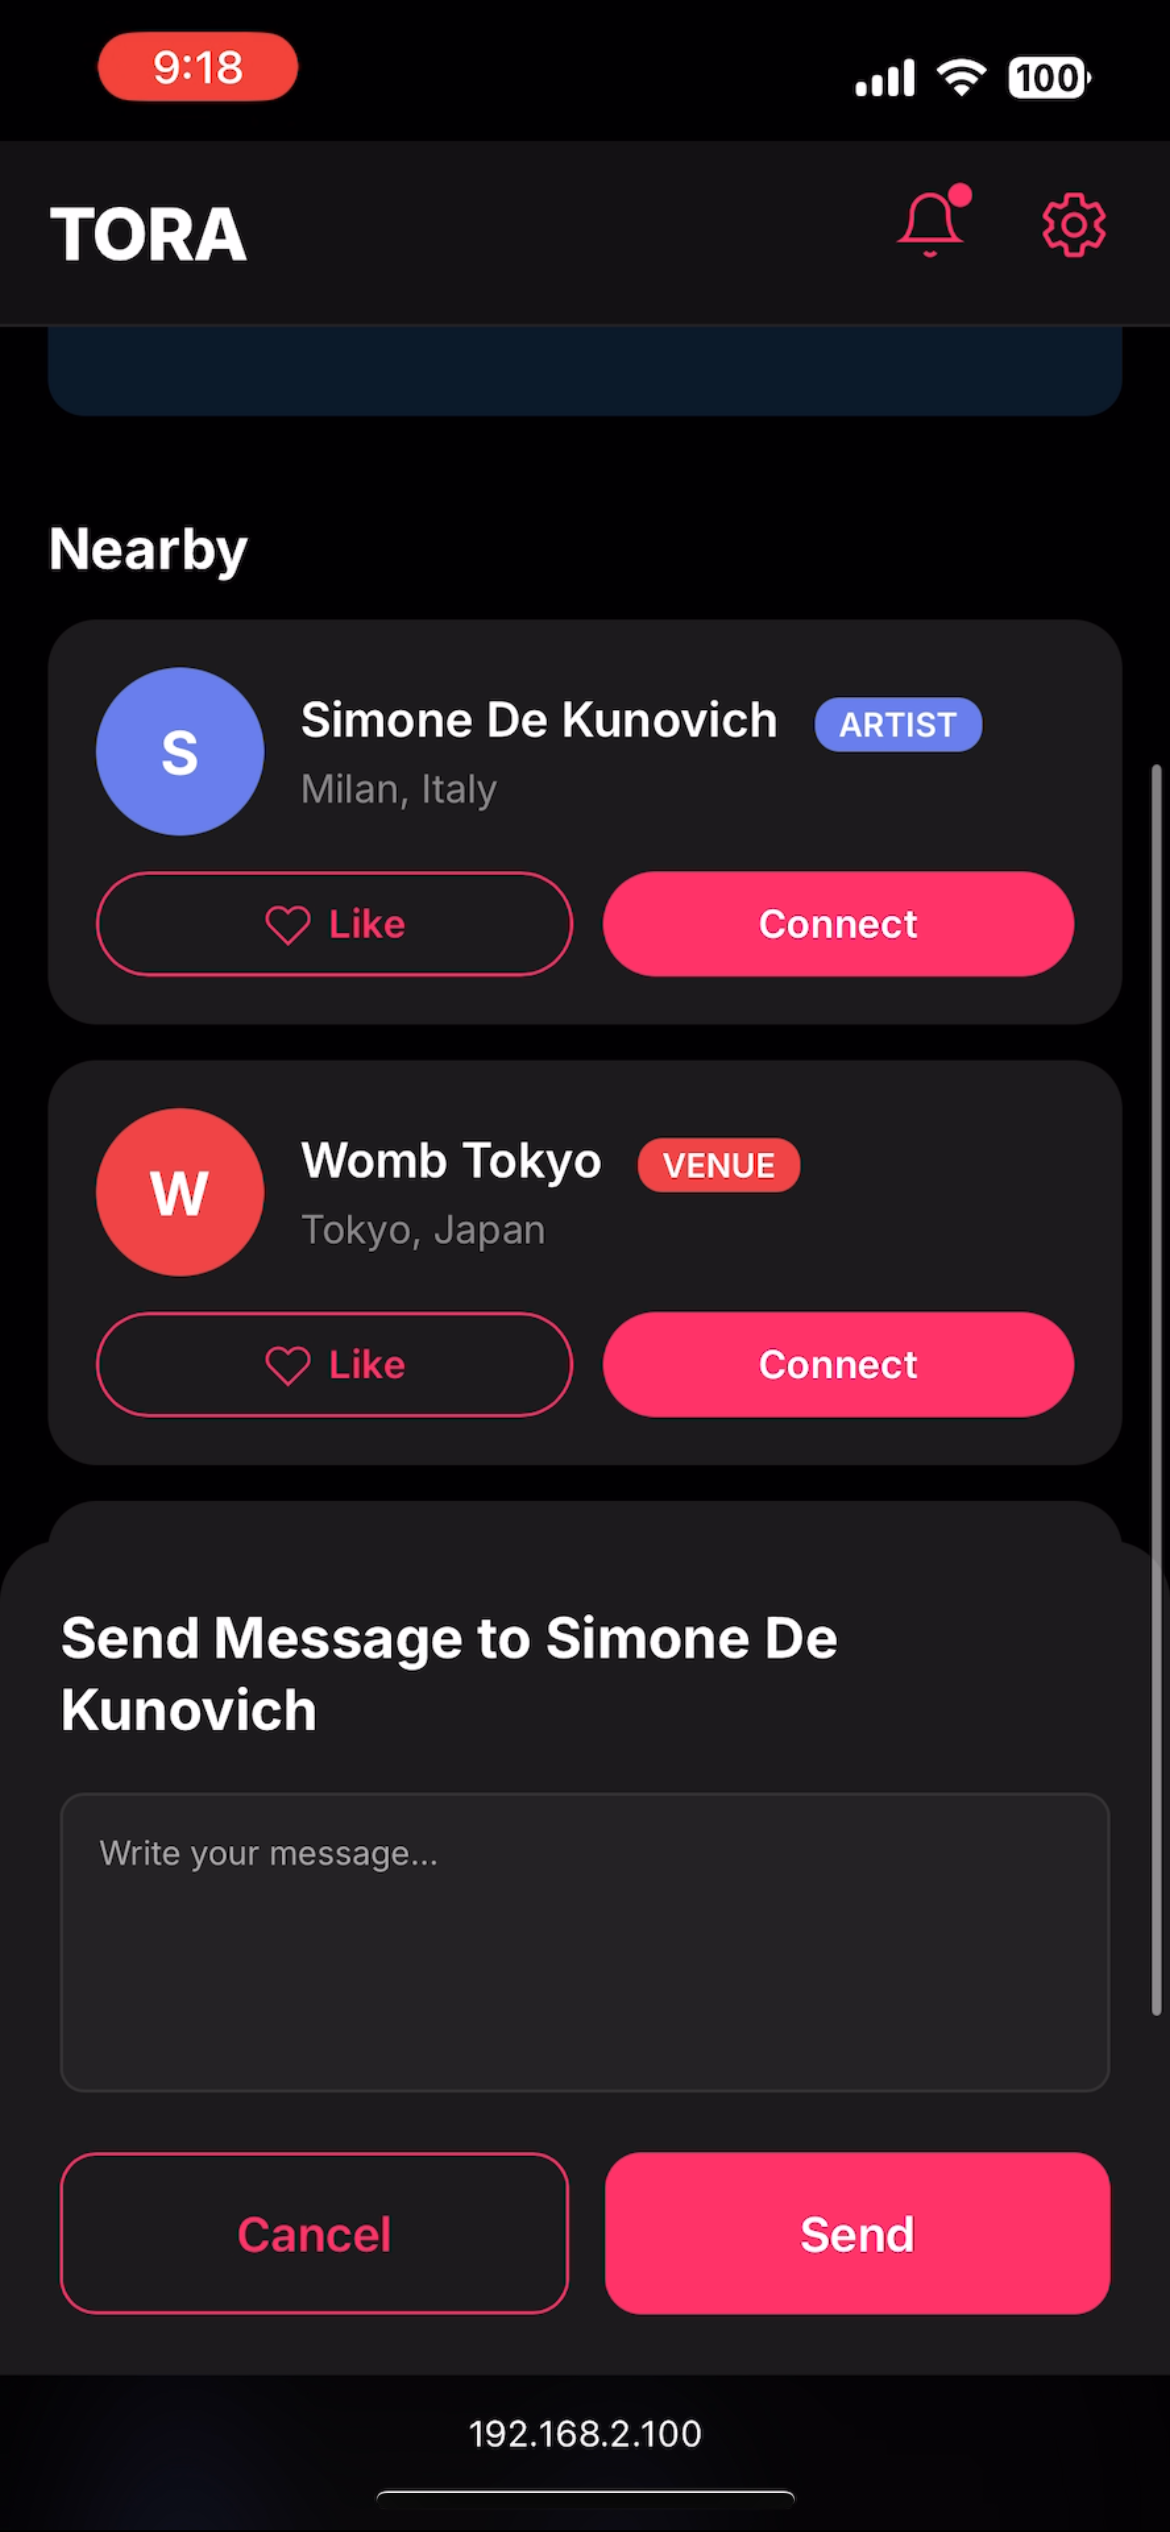 9:18
100
TORA
Nearby
S
Simone De Kunovich ARTIST
Milan, Italy
Like Connect
W
Womb Tokyo VENUE
Tokyo, Japan
Like Connect
Send Message to Simone De
Kunovich
Write your message...
Cancel Send
192.168.2.100